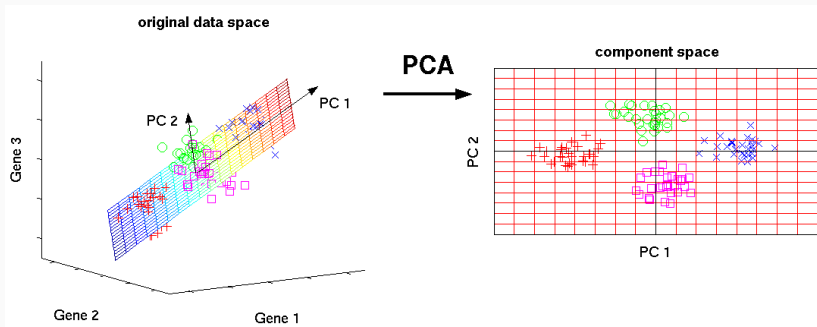 original data space
PC 1
PC 2
Gene 3
Gene 2
Gene 1
PCA
component space
PC 2
PC 1